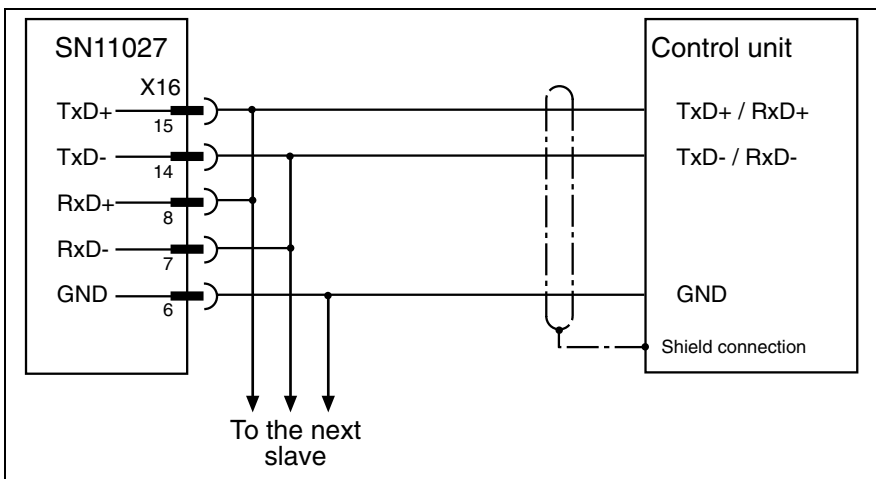 SN11027
Control unit
X16
TxD+
15
TxD+ / RxD+
TxD-
14
TxD- / RxD-
RxD+
8
RxD-
7
GND
6
GND
Shield connection
To the next
slave